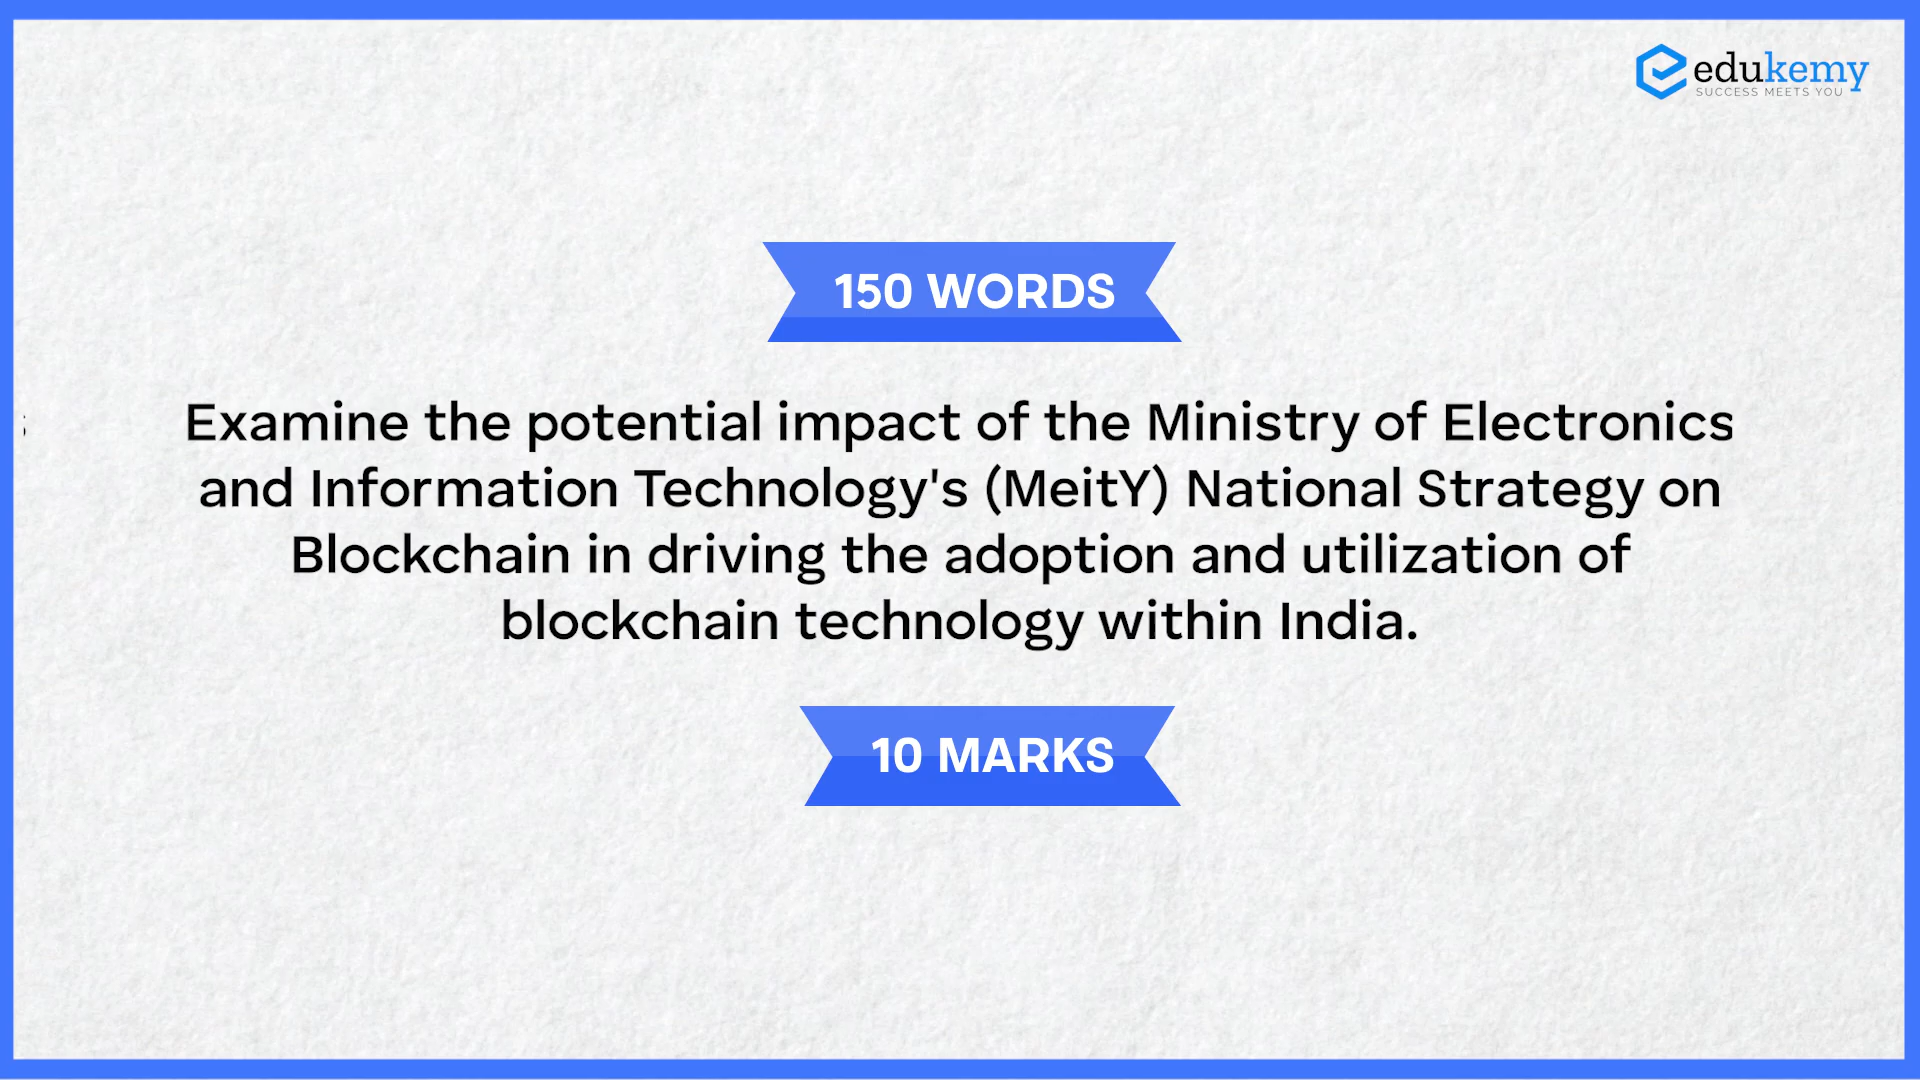 edukemy
SUCCESS MEETS YOU
150 WORDS
Examine the potential impact of the Ministry of Electronics
and Information Technology's (MeitY) National Strategy on
Blockchain in driving the adoption and utilization of
blockchain technology within India.
10 MARKS